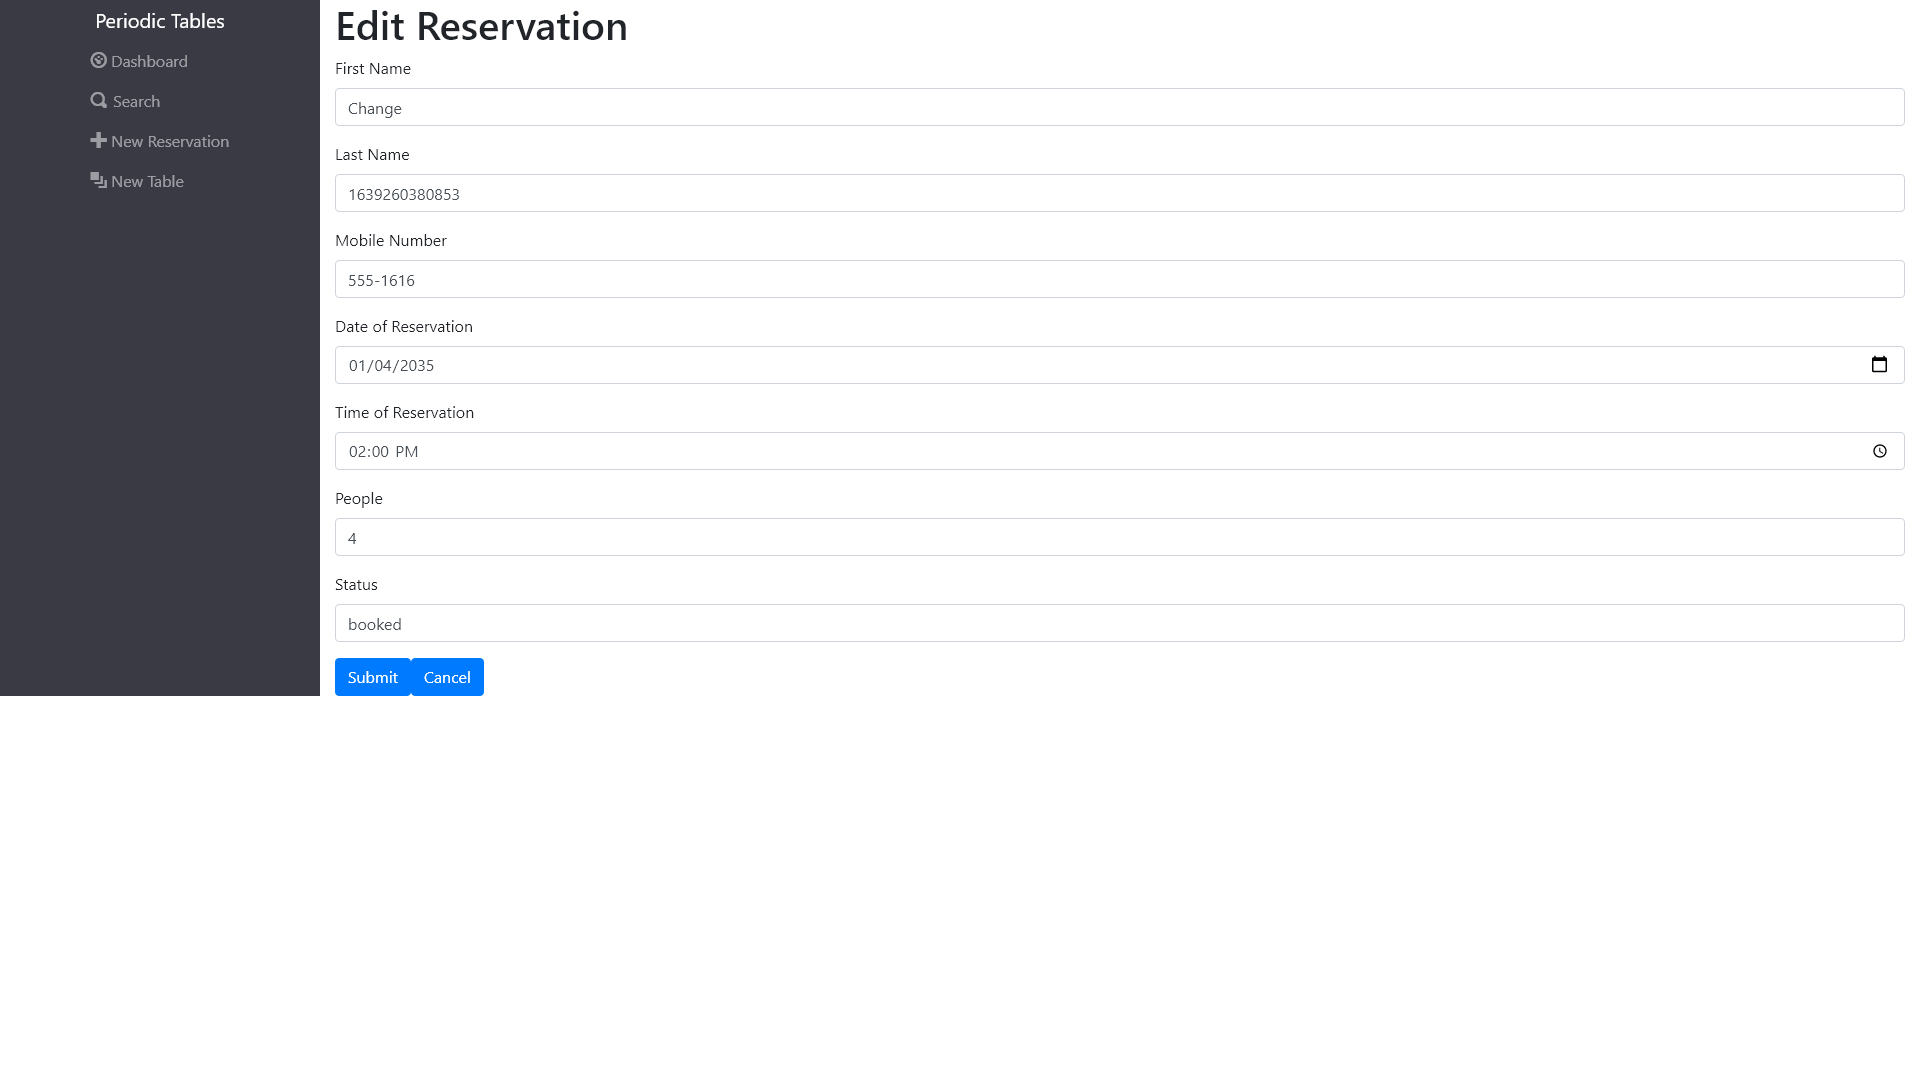 Periodic Tables
Dashboard
Search
New Reservation
New Table
Edit Reservation
First Name
Change
Last Name
1639260380853
Mobile Number
555-1616
Date of Reservation
01/04/2035
Time of Reservation
02:00 PM
People
4
Status
booked
Submit Cancel